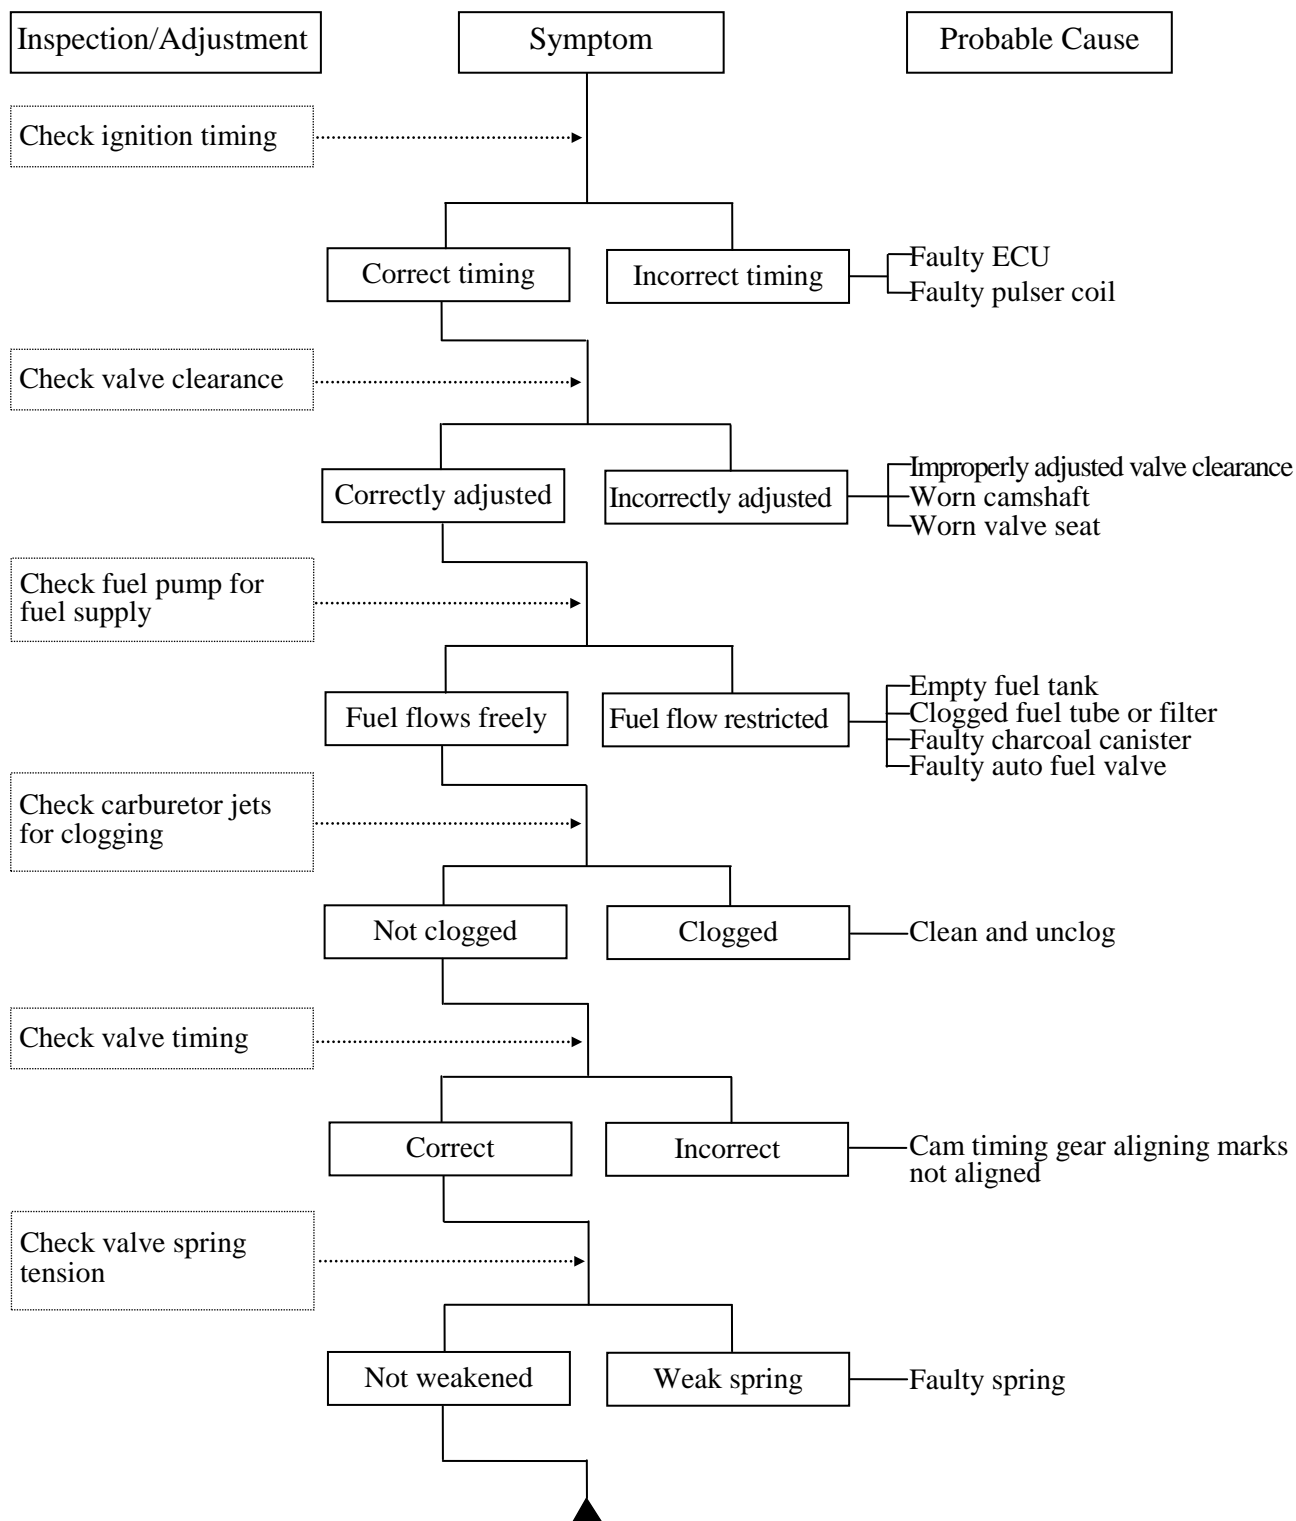 Inspection/Adjustment
Symptom
Probable Cause
Check ignition timing
Correct timing
Incorrect timing
Faulty ECU
Faulty pulser coil
Check valve clearance
Correctly adjusted
Incorrectly adjusted
Improperly adjusted valve clearance
Worn camshaft
Worn valve seat
Check fuel pump for
fuel supply
Fuel flows freely
Fuel flow restricted
Empty fuel tank
Clogged fuel tube or filter
Faulty charcoal canister
Faulty auto fuel valve
Check carburetor jets
for clogging
Not clogged
Clogged
Clean and unclog
Check valve timing
Correct
Incorrect
Cam timing gear aligning marks
not aligned
Check valve spring
tension
Not weakened
Weak spring
Faulty spring